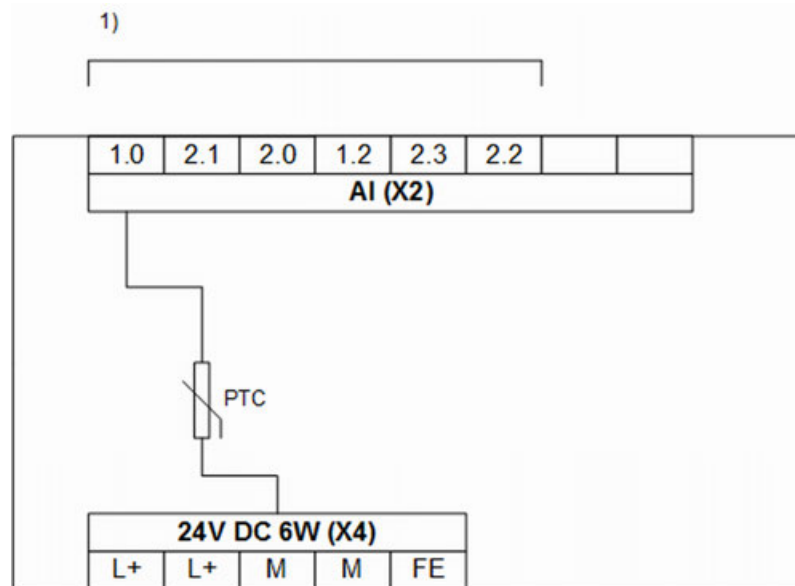 1)
1.0 2.1 2.0 1.2 2.3 2.2
AI (X2)
PTC
24V DC 6W (X4)
L+ L+ M M FE